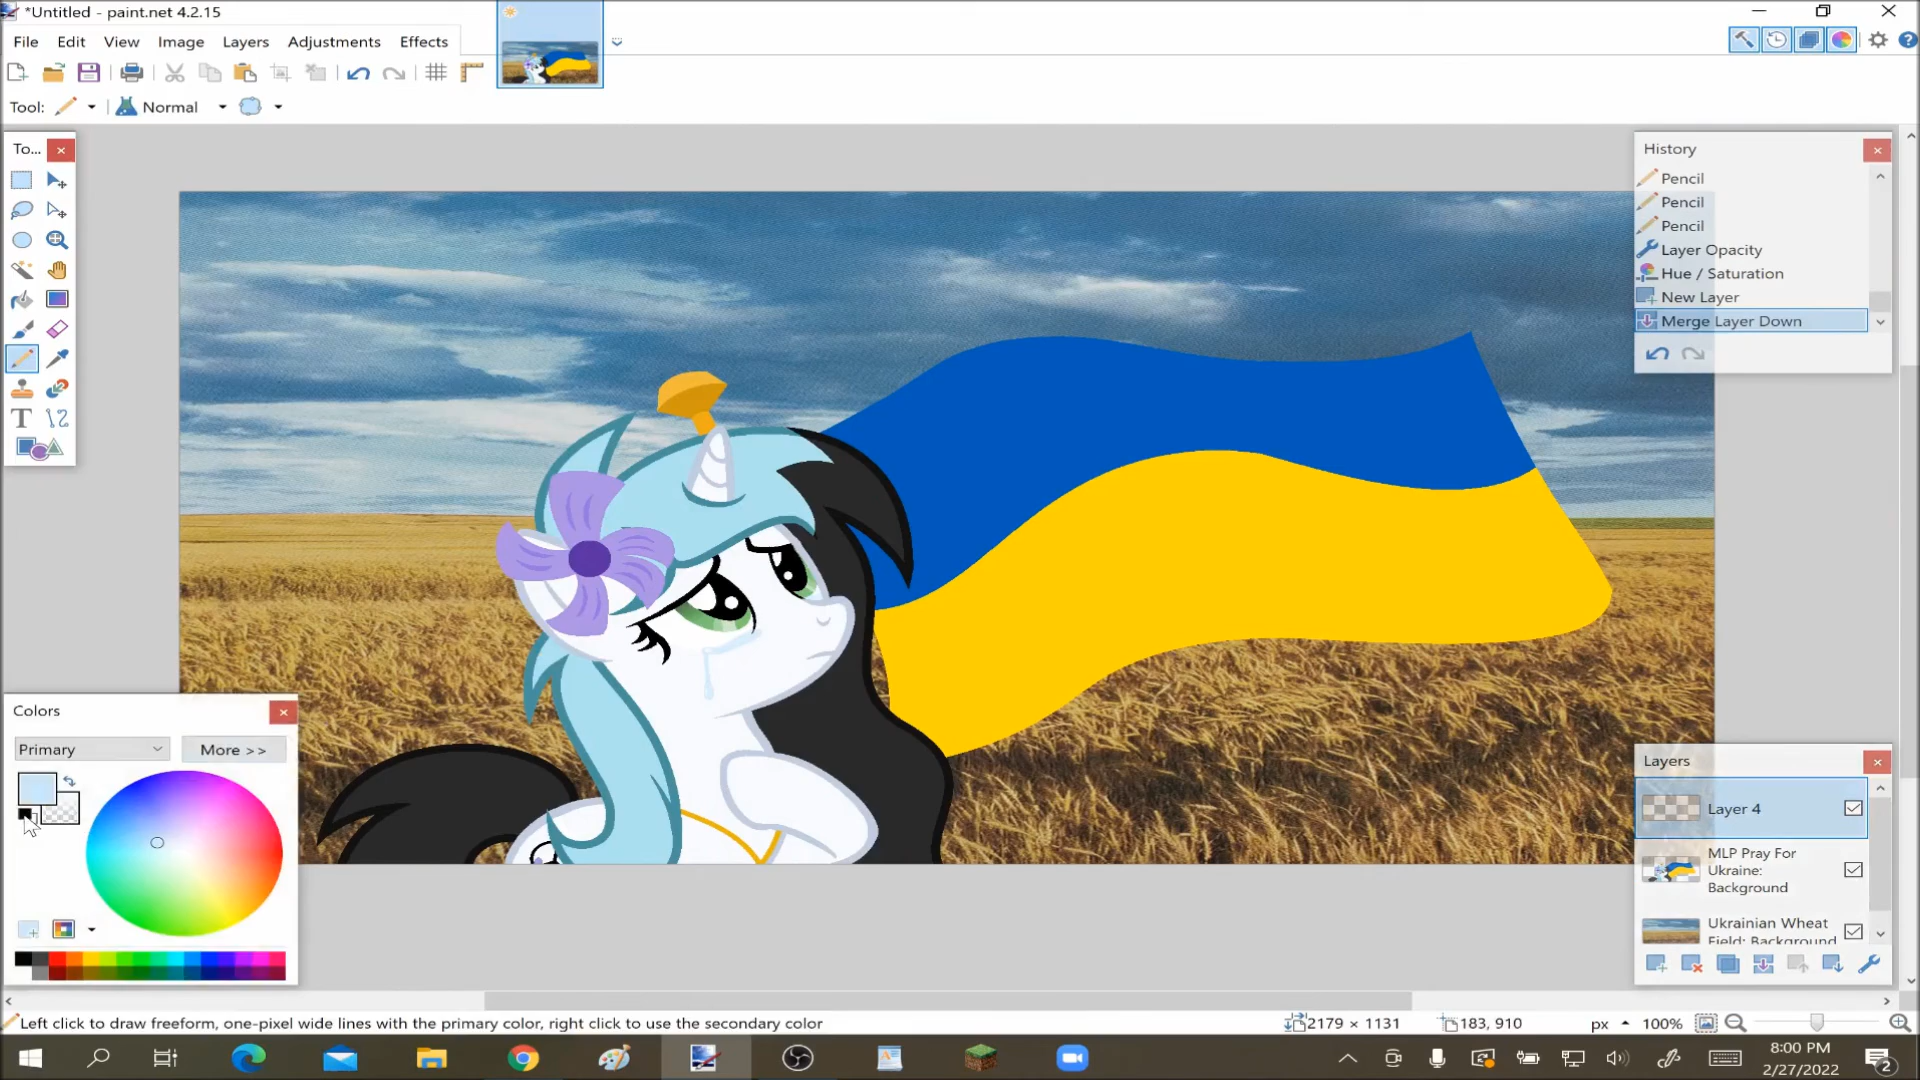 *Untitled - paint.net 4.2.15
File Edit View Image Layers Adjustments Effects
Tool: Normal
To...
History
Pencil
Pencil
Pencil
Layer Opacity
Hue / Saturation
New Layer
Merge Layer Down
Colors
Primary More >>
Layers
Layer 4
MLP Pray For
Ukraine:
Background
Ukrainian Wheat
Field: Background
Left click to draw freeform, one-pixel wide lines with the primary color, right click to use the secondary color 2179 × 1131 183, 910 px 100%
8:00 PM
2/27/2022
2